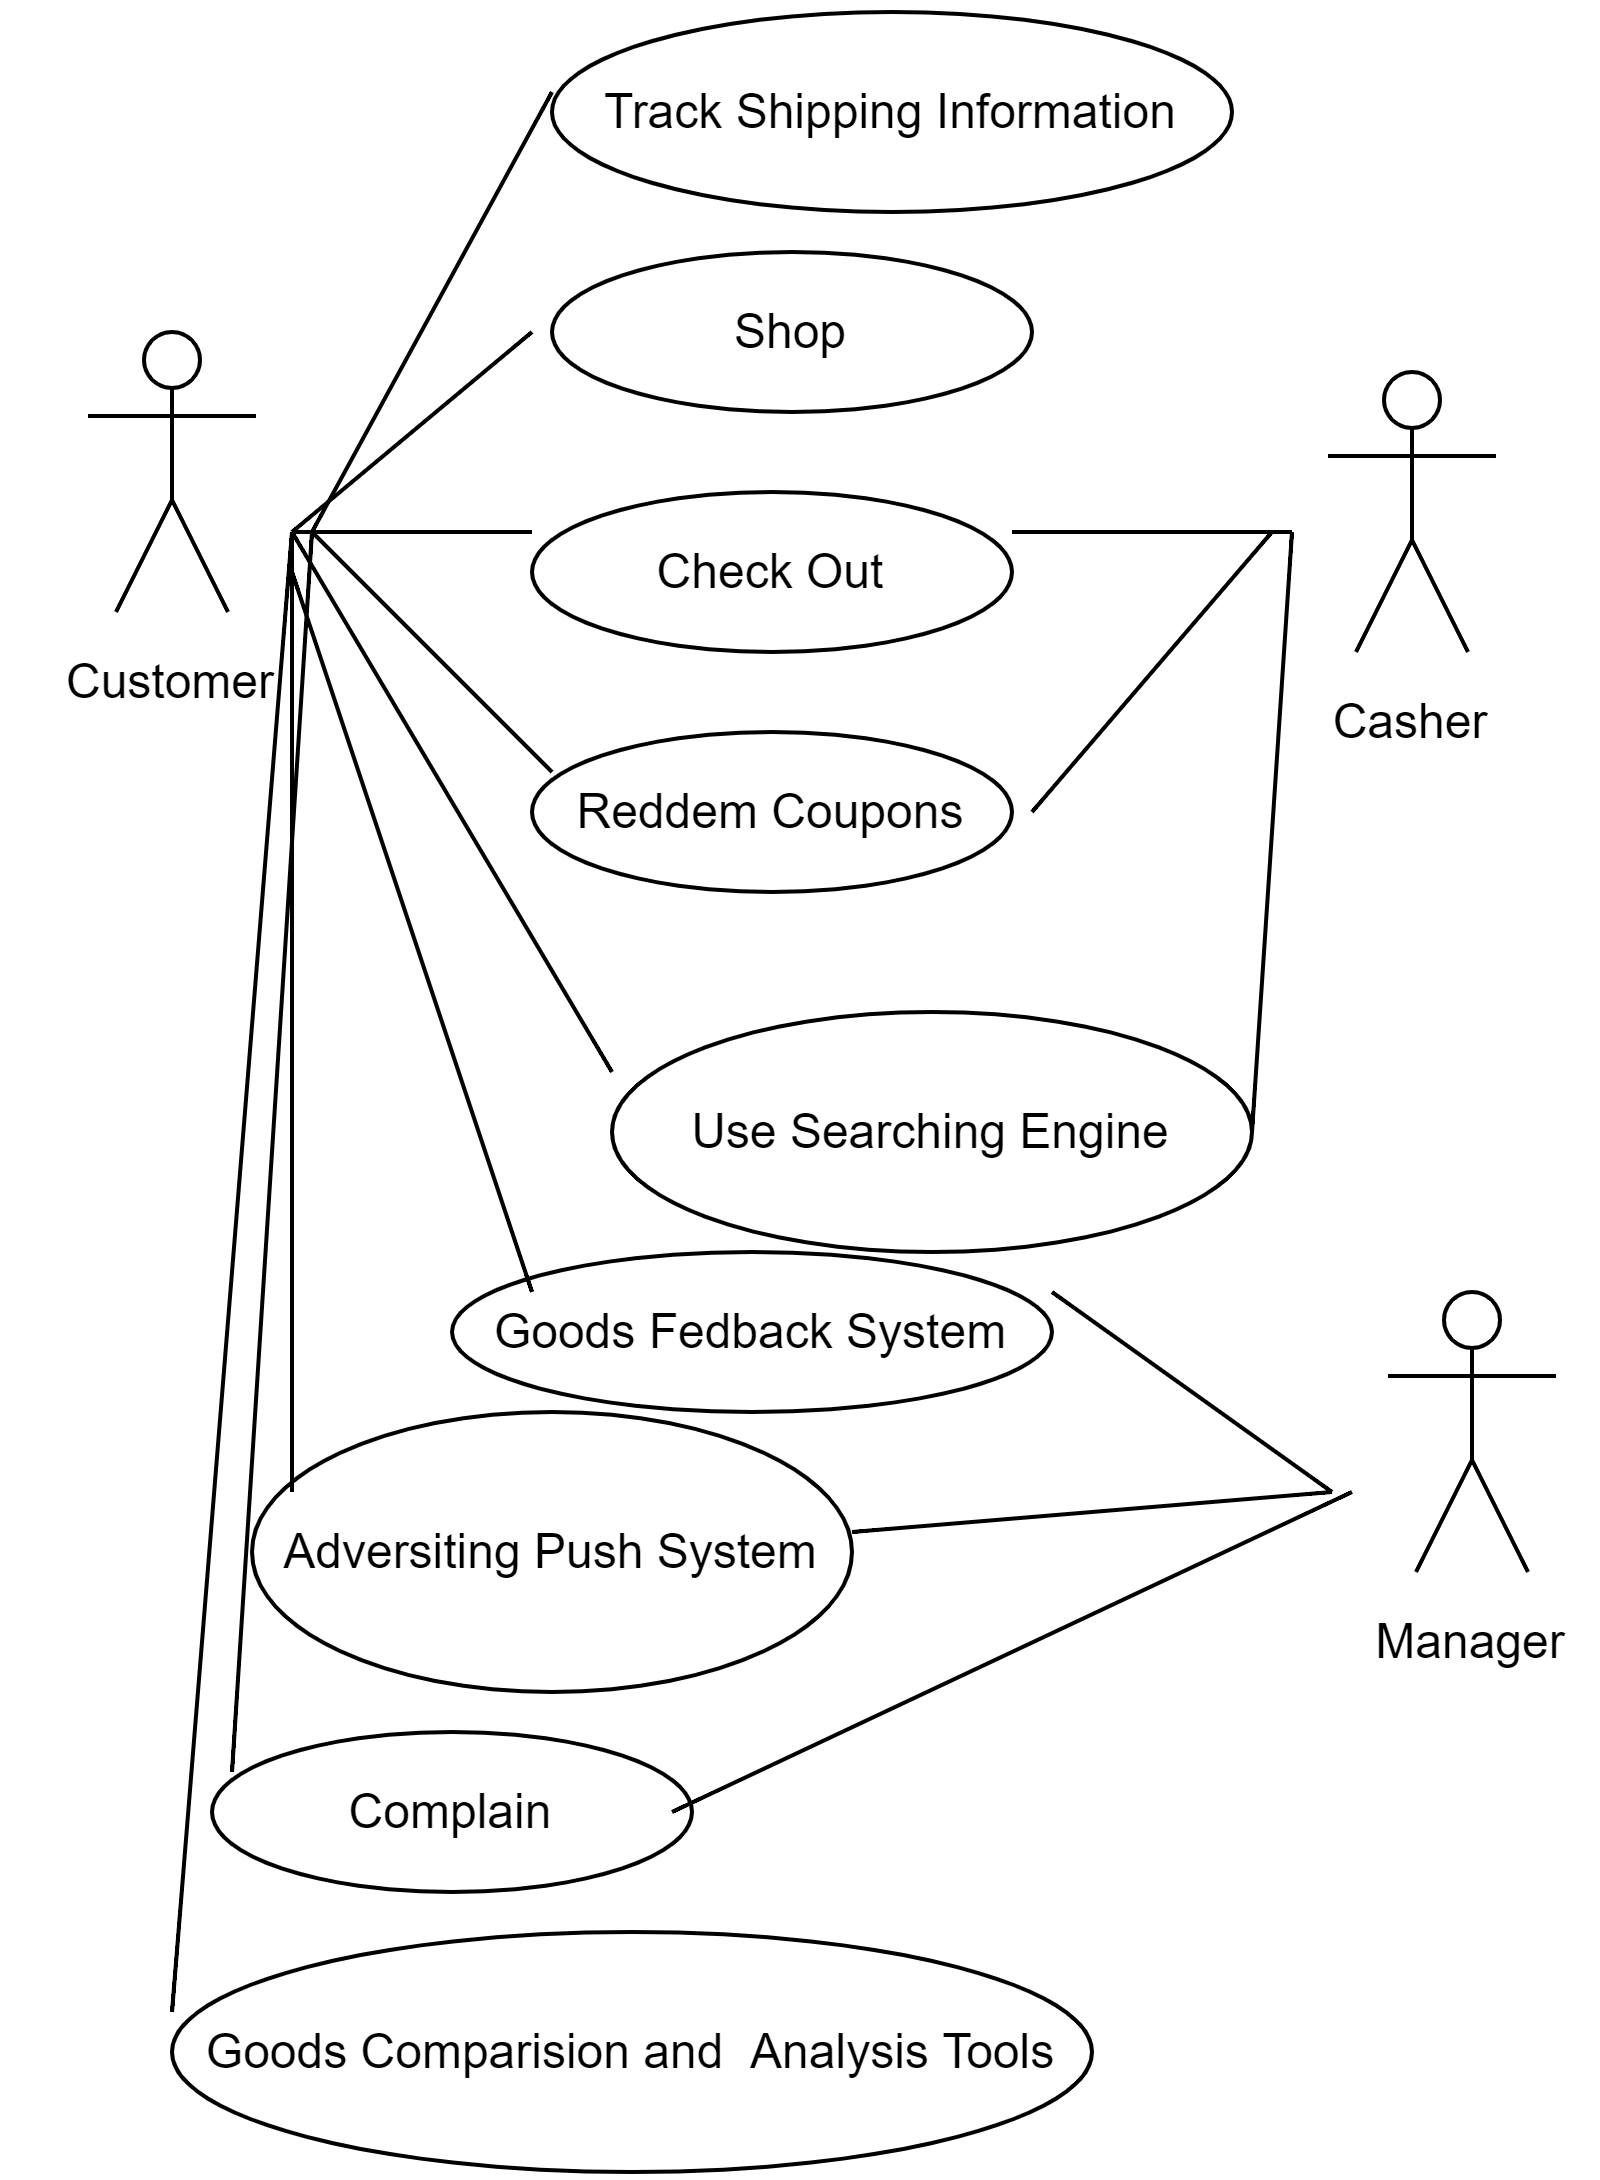 Track Shipping Information
Shop
Check Out
Customer
Casher
Reddem Coupons
Use Searching Engine
Goods Fedback System
Adversiting Push System
Manager
Complain
Goods Comparision and  Analysis Tools